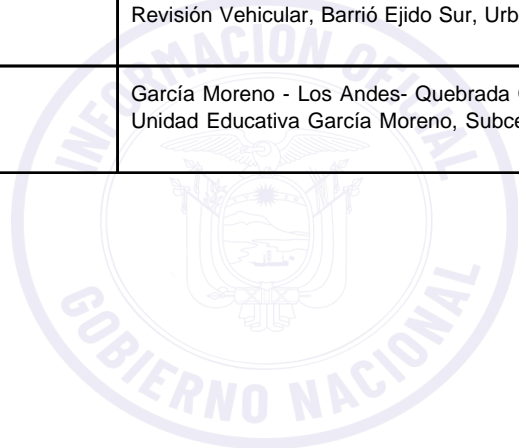 Revisión Vehicular, Barrió Ejido Sur, Urb
García Moreno - Los Andes- Quebrada
Unidad Educativa García Moreno, Subce
INFORMACIÓN OFICIAL
GOBIERNO NACIONAL